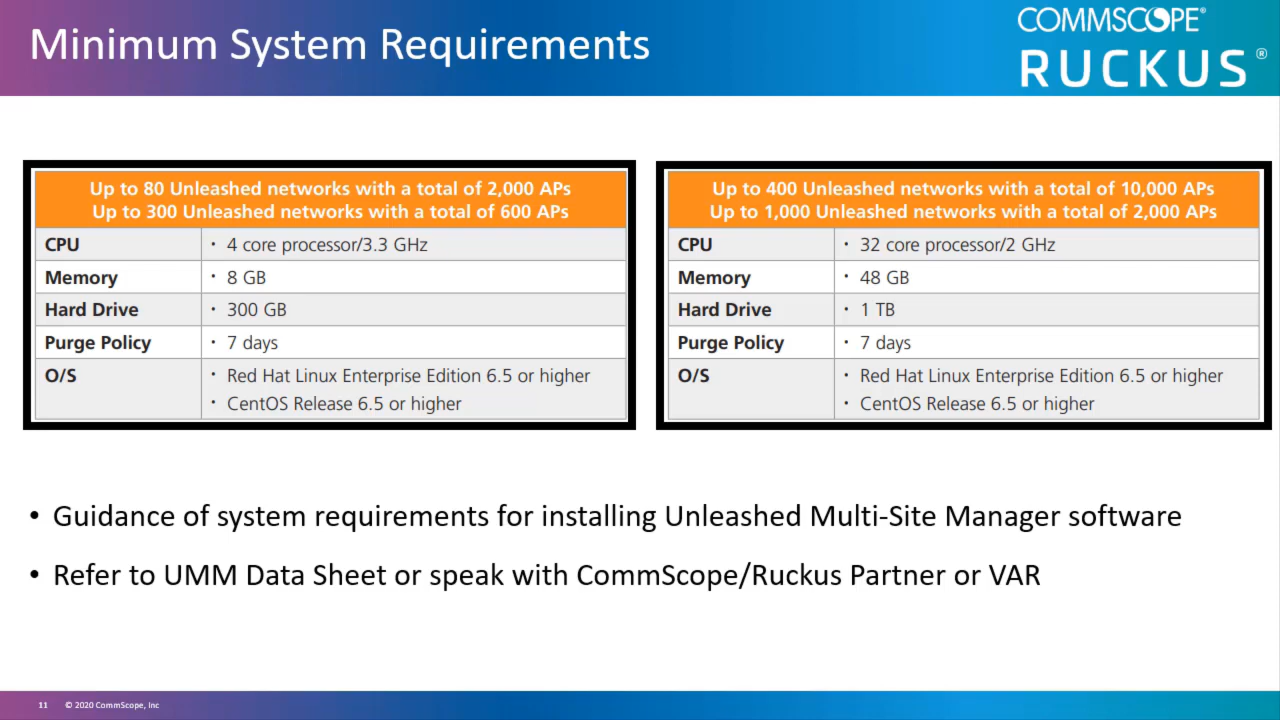 Minimum System Requirements
COMMSCOPE®
RUCKUS®
Up to 80 Unleashed networks with a total of 2,000 APs
Up to 300 Unleashed networks with a total of 600 APs
CPU • 4 core processor/3.3 GHz
Memory • 8 GB
Hard Drive • 300 GB
Purge Policy • 7 days
O/S • Red Hat Linux Enterprise Edition 6.5 or higher
• CentOS Release 6.5 or higher
Up to 400 Unleashed networks with a total of 10,000 APs
Up to 1,000 Unleashed networks with a total of 2,000 APs
CPU • 32 core processor/2 GHz
Memory • 48 GB
Hard Drive • 1 TB
Purge Policy • 7 days
O/S • Red Hat Linux Enterprise Edition 6.5 or higher
• CentOS Release 6.5 or higher
• Guidance of system requirements for installing Unleashed Multi-Site Manager software
• Refer to UMM Data Sheet or speak with CommScope/Ruckus Partner or VAR
11 © 2020 CommScope, Inc